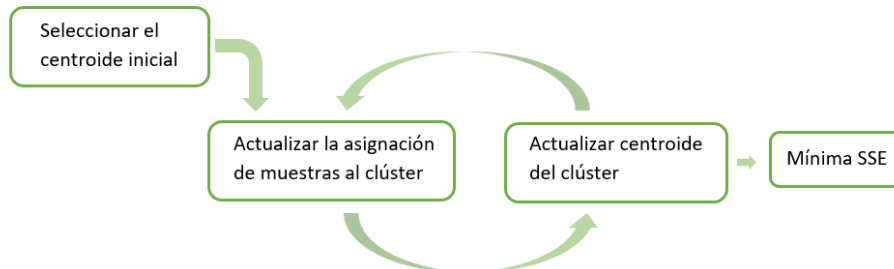 Seleccionar el
centroide inicial
Actualizar la asignación
de muestras al clúster
Actualizar centroide
del clúster
Mínima SSE